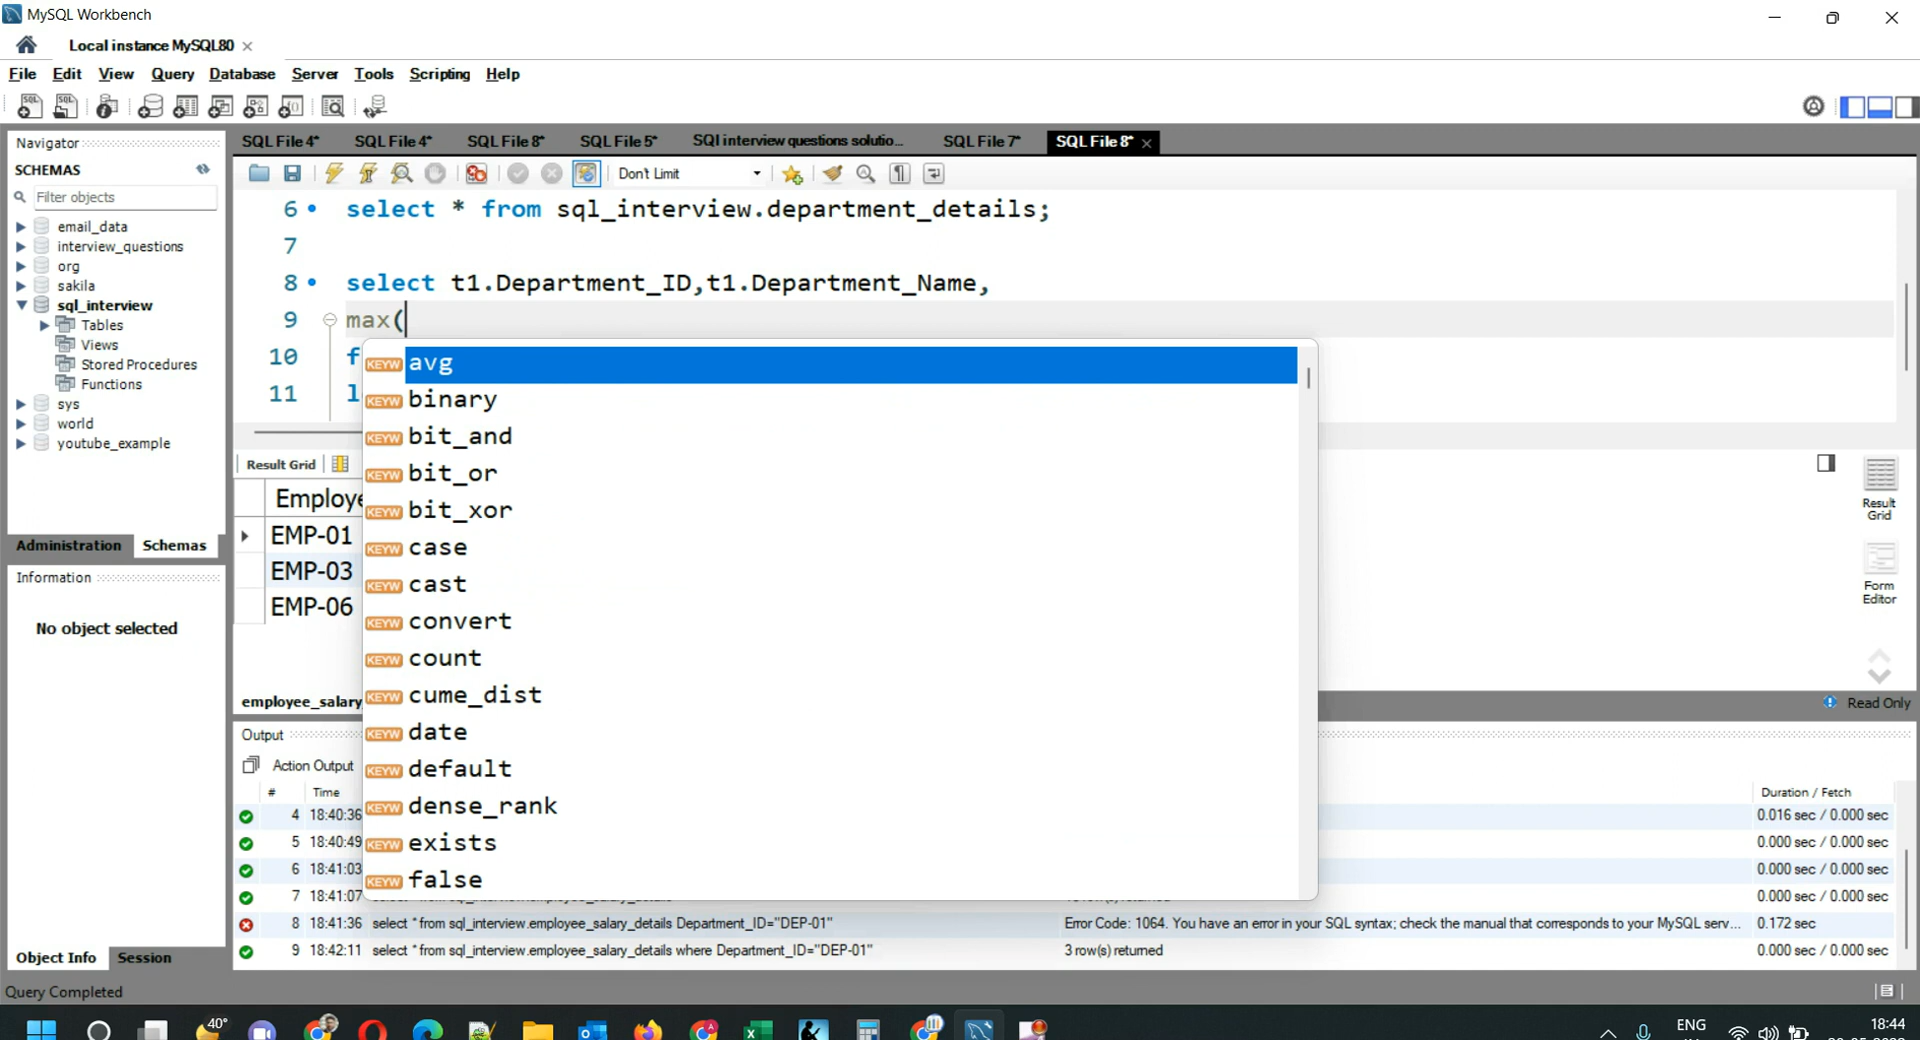 MySQL Workbench
Local instance MySQL80
File Edit View Query Database Server Tools Scripting Help
Navigator
SCHEMAS
Filter objects
email_data
interview_questions
org
sakila
sql_interview
Tables
Views
Stored Procedures
Functions
sys
world
youtube_example
Administration Schemas
Information
No object selected
Object Info Session
SQL File 4* SQL File 4* SQL File 8* SQL File 5* SQl interview questions solutio... SQL File 7* SQL File 8*
Don't Limit
6 select * from sql_interview.department_details;
7
8 select t1.Department_ID,t1.Department_Name,
9 max(
10 f
11 l
avg
binary
bit_and
bit_or
bit_xor
case
cast
convert
count
cume_dist
date
default
dense_rank
exists
false
Result Grid
Employe
EMP-01
EMP-03
EMP-06
Result Grid
Form Editor
employee_salary
Read Only
Output
Action Output
# Time Duration / Fetch
4 18:40:36 0.016 sec / 0.000 sec
5 18:40:49 0.000 sec / 0.000 sec
6 18:41:03 0.000 sec / 0.000 sec
7 18:41:07 0.000 sec / 0.000 sec
8 18:41:36 select * from sql_interview.employee_salary_details Department_ID="DEP-01" Error Code: 1064. You have an error in your SQL syntax; check the manual that corresponds to your MySQL serv... 0.172 sec
9 18:42:11 select * from sql_interview.employee_salary_details where Department_ID="DEP-01" 3 row(s) returned 0.000 sec / 0.000 sec
Query Completed
40°
ENG
18:44